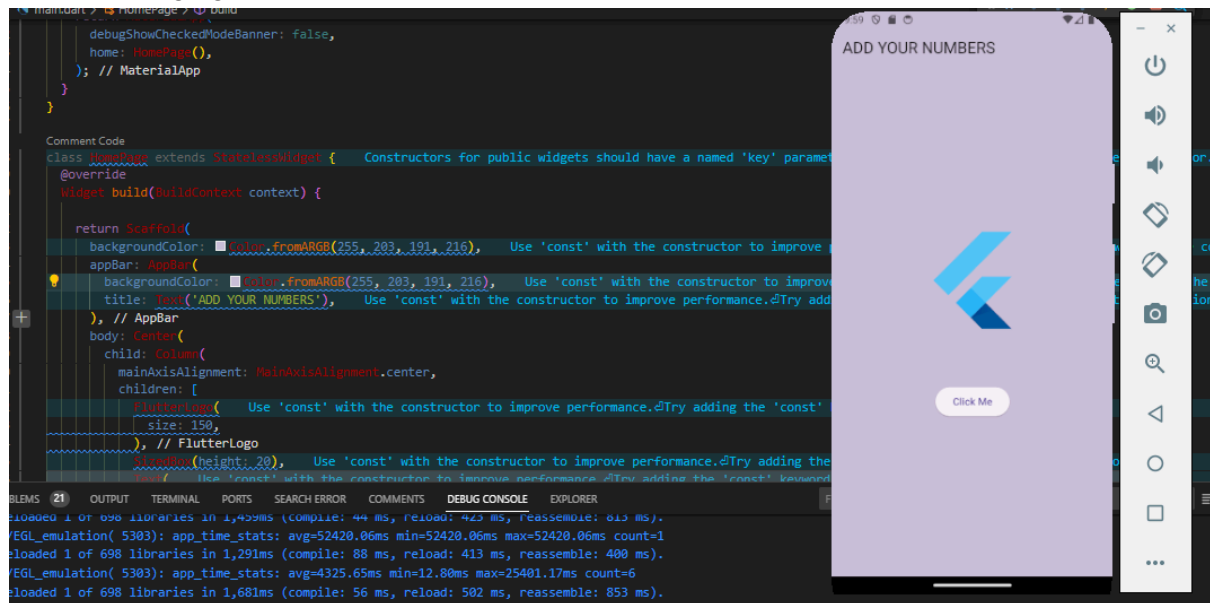 main.dart > HomePage > build
debugShowCheckedModeBanner: false,
home: HomePage(),
); // MaterialApp
}
}
Comment Code
class HomePage extends StatelessWidget { Constructors for public widgets should have a named 'key' paramet
@override
Widget build(BuildContext context) {
return Scaffold(
backgroundColor: Color.fromARGB(255, 203, 191, 216), Use 'const' with the constructor to improve
appBar: AppBar(
backgroundColor: Color.fromARGB(255, 203, 191, 216), Use 'const' with the constructor to improve
title: Text('ADD YOUR NUMBERS'), Use 'const' with the constructor to improve performance.⏎Try add
), // AppBar
body: Center(
child: Column(
mainAxisAlignment: MainAxisAlignment.center,
children: [
FlutterLogo( Use 'const' with the constructor to improve performance.⏎Try adding the 'const'
size: 150,
), // FlutterLogo
SizedBox(height: 20), Use 'const' with the constructor to improve performance.⏎Try adding the
Text( Use 'const' with the constructor to improve performance.⏎Try adding the 'const' keyword
BLEMS 21 OUTPUT TERMINAL PORTS SEARCH ERROR COMMENTS DEBUG CONSOLE EXPLORER
eloaded 1 of 698 libraries in 1,459ms (compile: 44 ms, reload: 423 ms, reassemble: 813 ms).
/EGL_emulation( 5303): app_time_stats: avg=52420.06ms min=52420.06ms max=52420.06ms count=1
eloaded 1 of 698 libraries in 1,291ms (compile: 88 ms, reload: 413 ms, reassemble: 400 ms).
/EGL_emulation( 5303): app_time_stats: avg=4325.65ms min=12.80ms max=25401.17ms count=6
eloaded 1 of 698 libraries in 1,681ms (compile: 56 ms, reload: 502 ms, reassemble: 853 ms).
:59
ADD YOUR NUMBERS
Click Me